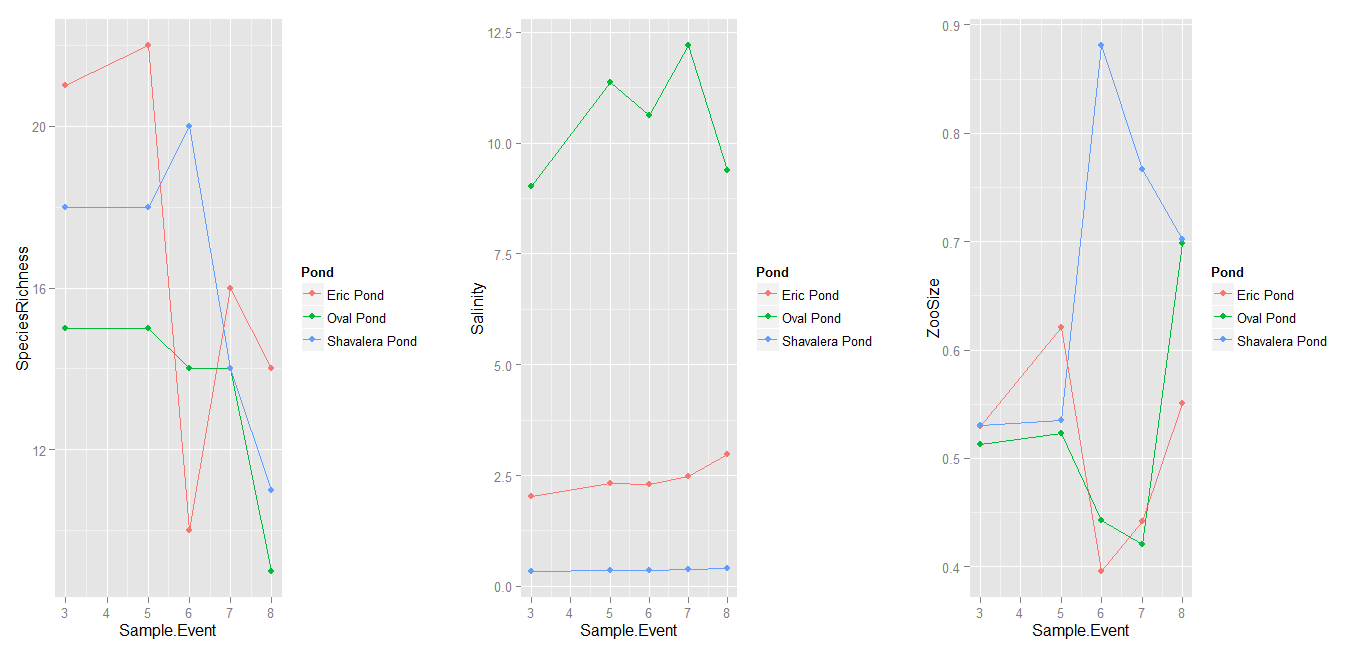 SpeciesRichness
20
16
12
3 4 5 6 7 8
Sample.Event
Pond
Eric Pond
Oval Pond
Shavalera Pond
Salinity
12.5
10.0
7.5
5.0
2.5
0.0
3 4 5 6 7 8
Sample.Event
Pond
Eric Pond
Oval Pond
Shavalera Pond
ZooSize
0.9
0.8
0.7
0.6
0.5
0.4
3 4 5 6 7 8
Sample.Event
Pond
Eric Pond
Oval Pond
Shavalera Pond